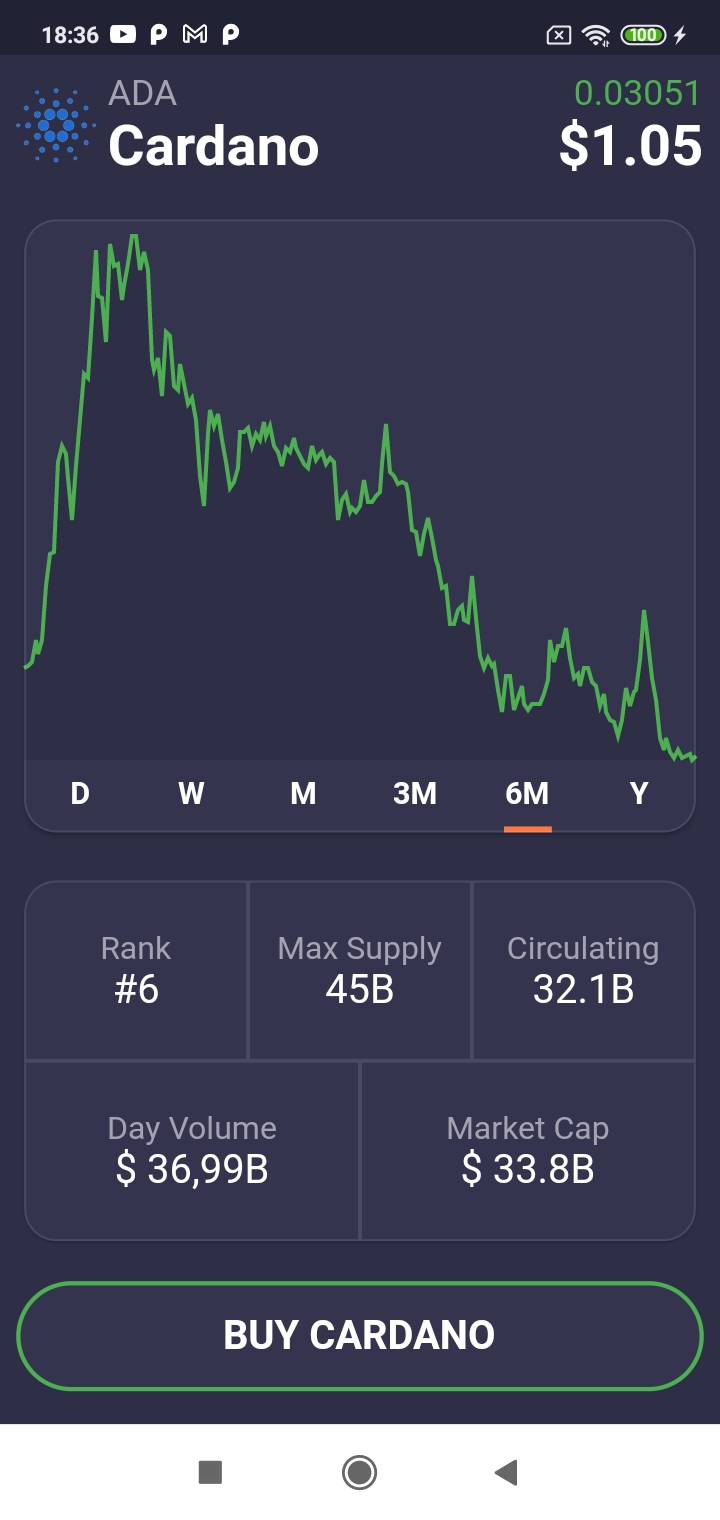 18:36 100
ADA 0.03051
Cardano $1.05
D W M 3M 6M Y
Rank Max Supply Circulating
#6 45B 32.1B
Day Volume Market Cap
$ 36,99B $ 33.8B
BUY CARDANO